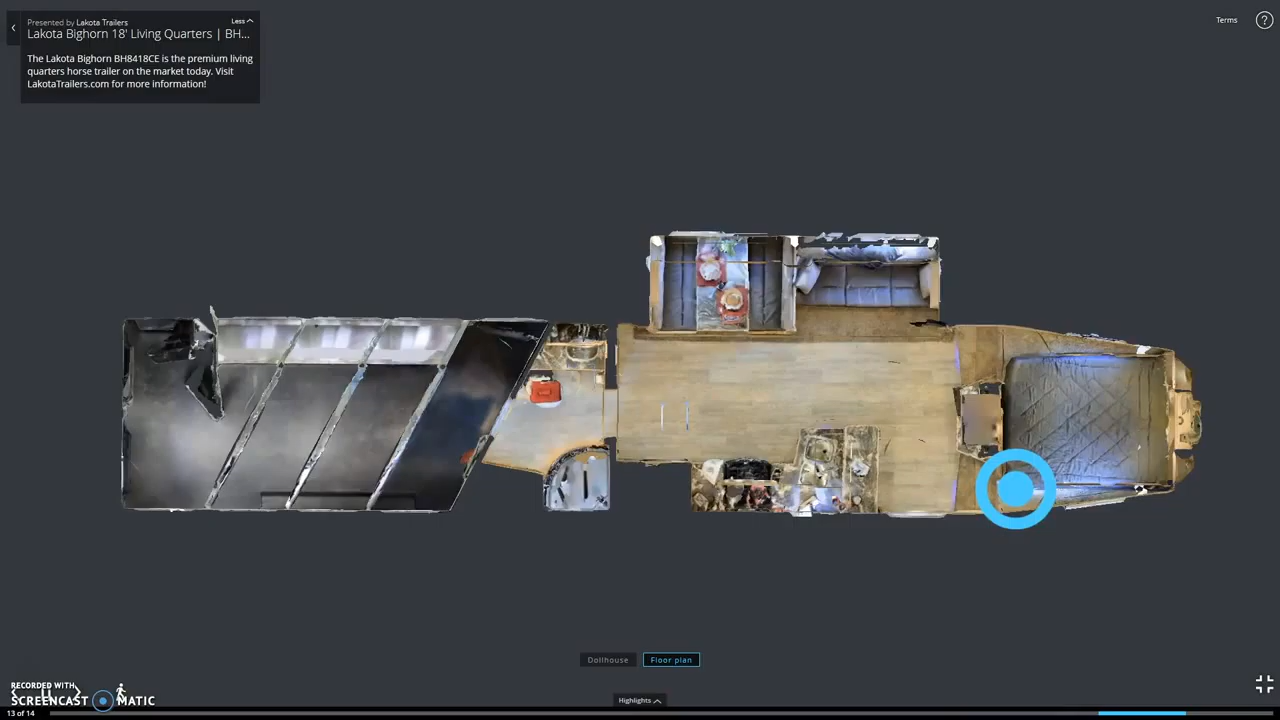 Presented by Lakota Trailers
Less
Lakota Bighorn 18' Living Quarters | BH...
The Lakota Bighorn BH8418CE is the premium living
quarters horse trailer on the market today. Visit
LakotaTrailers.com for more information!
Terms
?
Dollhouse
Floor plan
RECORDED WITH
SCREENCAST MATIC
Highlights
13 of 14